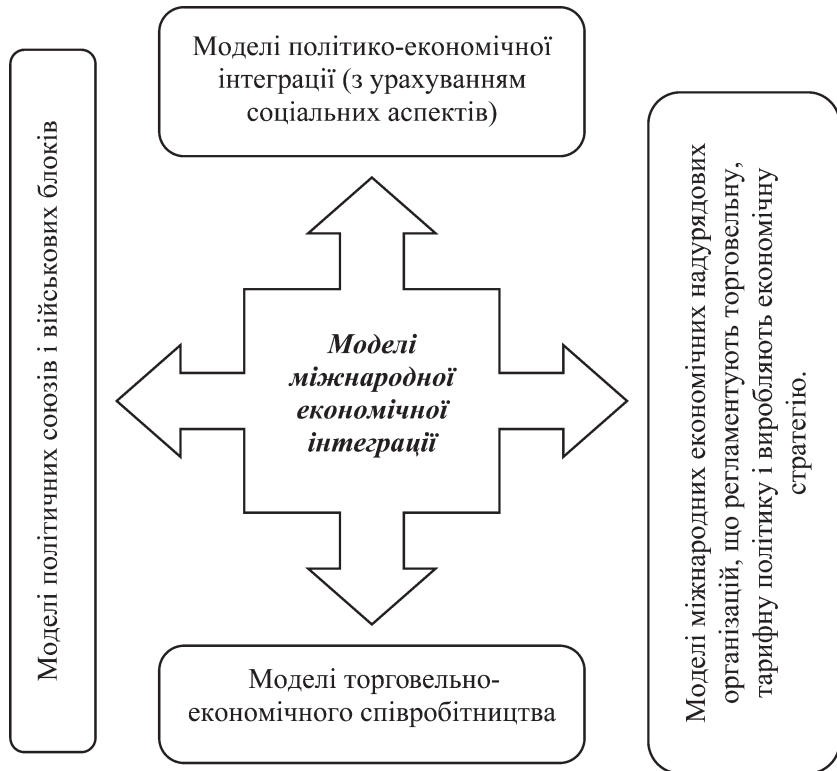 Моделі політико-економічної
інтеграції (з урахуванням
соціальних аспектів)
Моделі політичних союзів і військових блоків
Моделі
міжнародної
економічної
інтеграції
Моделі міжнародних економічних надурядових
організацій, що регламентують торговельну,
тарифну політику і виробляють економічну
стратегію.
Моделі торговельно-
економічного співробітництва